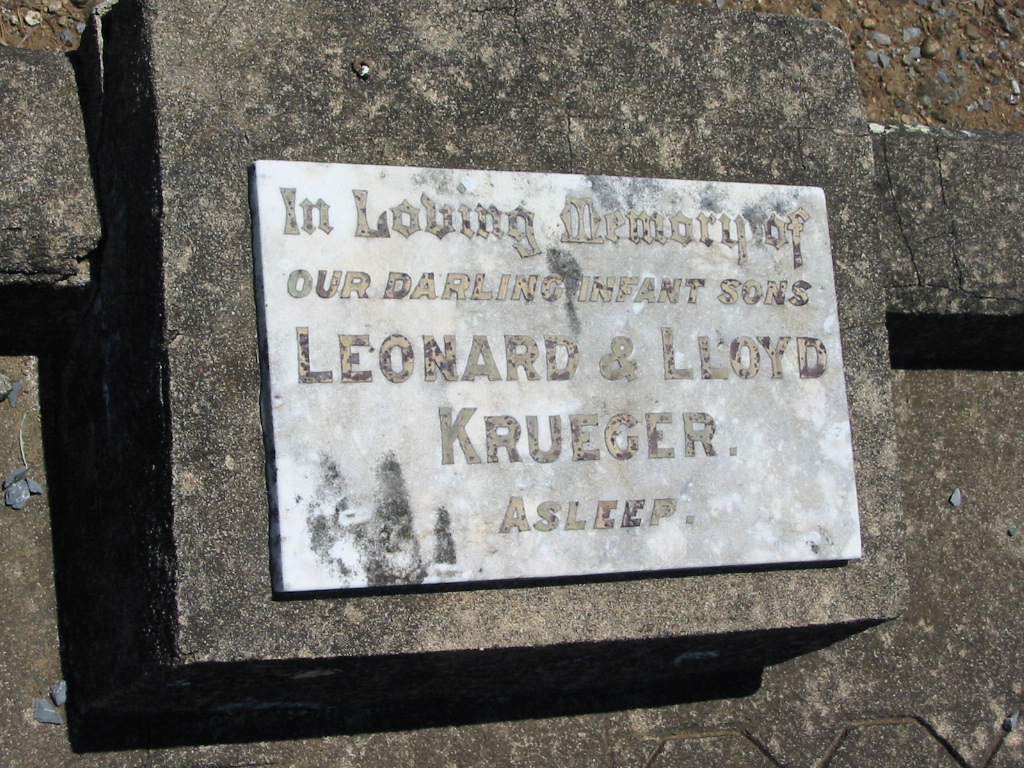 In Loving Memory of
OUR DARLING INFANT SONS
LEONARD & LLOYD
KRUEGER.
ASLEEP.